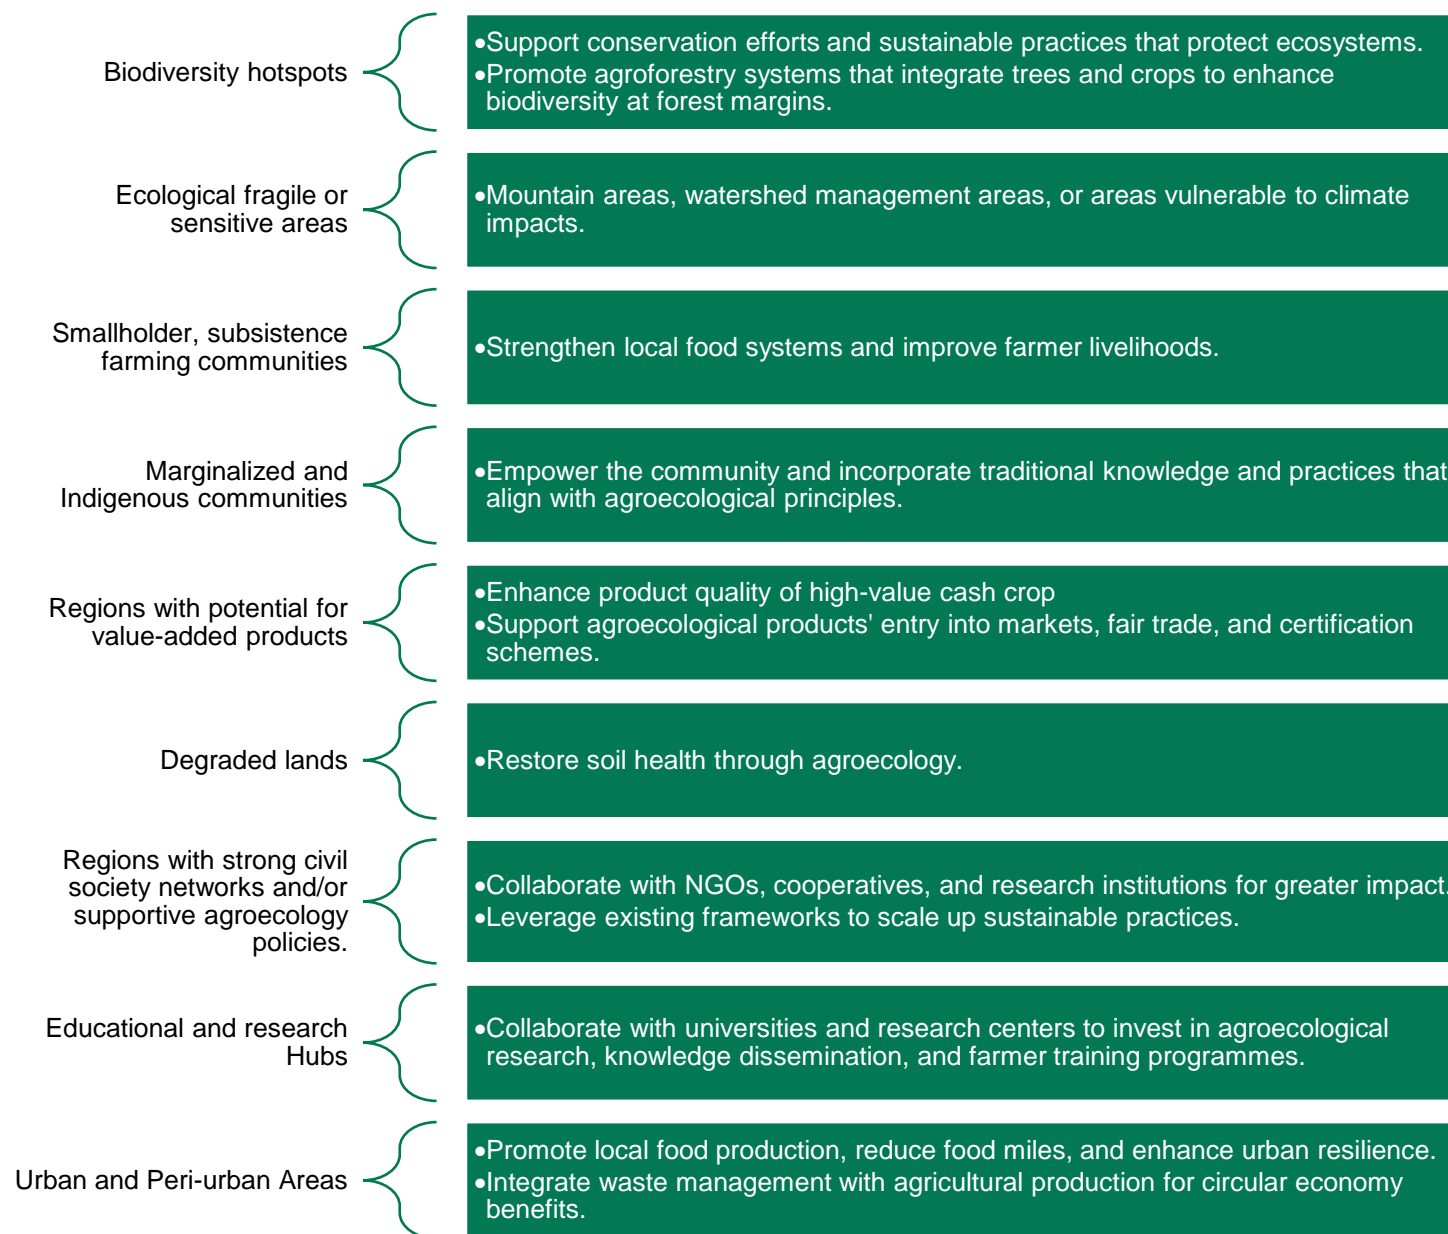 Biodiversity hotspots
•Support conservation efforts and sustainable practices that protect ecosystems.
•Promote agroforestry systems that integrate trees and crops to enhance
biodiversity at forest margins.
Ecological fragile or
sensitive areas
•Mountain areas, watershed management areas, or areas vulnerable to climate
impacts.
Smallholder, subsistence
farming communities
•Strengthen local food systems and improve farmer livelihoods.
Marginalized and
Indigenous communities
•Empower the community and incorporate traditional knowledge and practices that
align with agroecological principles.
Regions with potential for
value-added products
•Enhance product quality of high-value cash crop
•Support agroecological products' entry into markets, fair trade, and certification
schemes.
Degraded lands
•Restore soil health through agroecology.
Regions with strong civil
society networks and/or
supportive agroecology
policies.
•Collaborate with NGOs, cooperatives, and research institutions for greater impact.
•Leverage existing frameworks to scale up sustainable practices.
Educational and research
Hubs
•Collaborate with universities and research centers to invest in agroecological
research, knowledge dissemination, and farmer training programmes.
Urban and Peri-urban Areas
•Promote local food production, reduce food miles, and enhance urban resilience.
•Integrate waste management with agricultural production for circular economy
benefits.